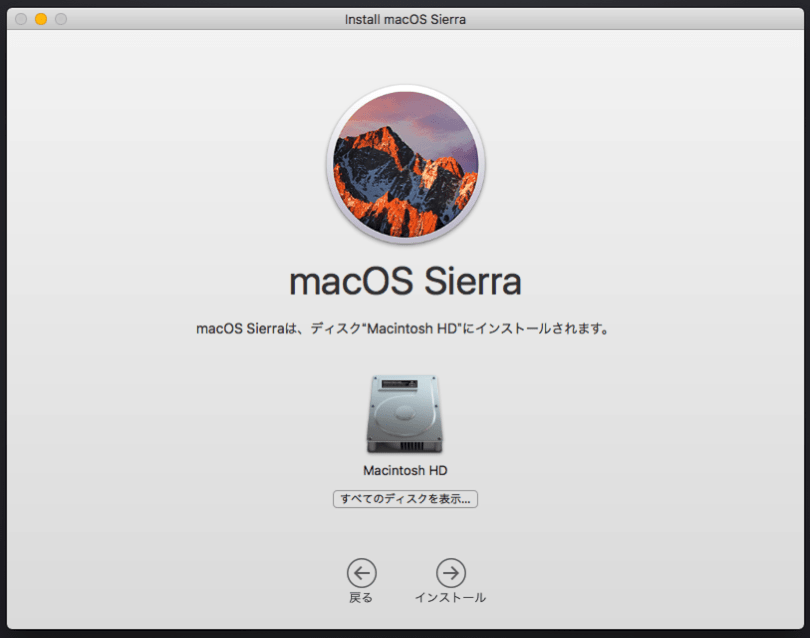 Install macOS Sierra
macOS Sierra
macOS Sierraは、ディスク“Macintosh HD”にインストールされます。
Macintosh HD
すべてのディスクを表示...
戻る
インストール